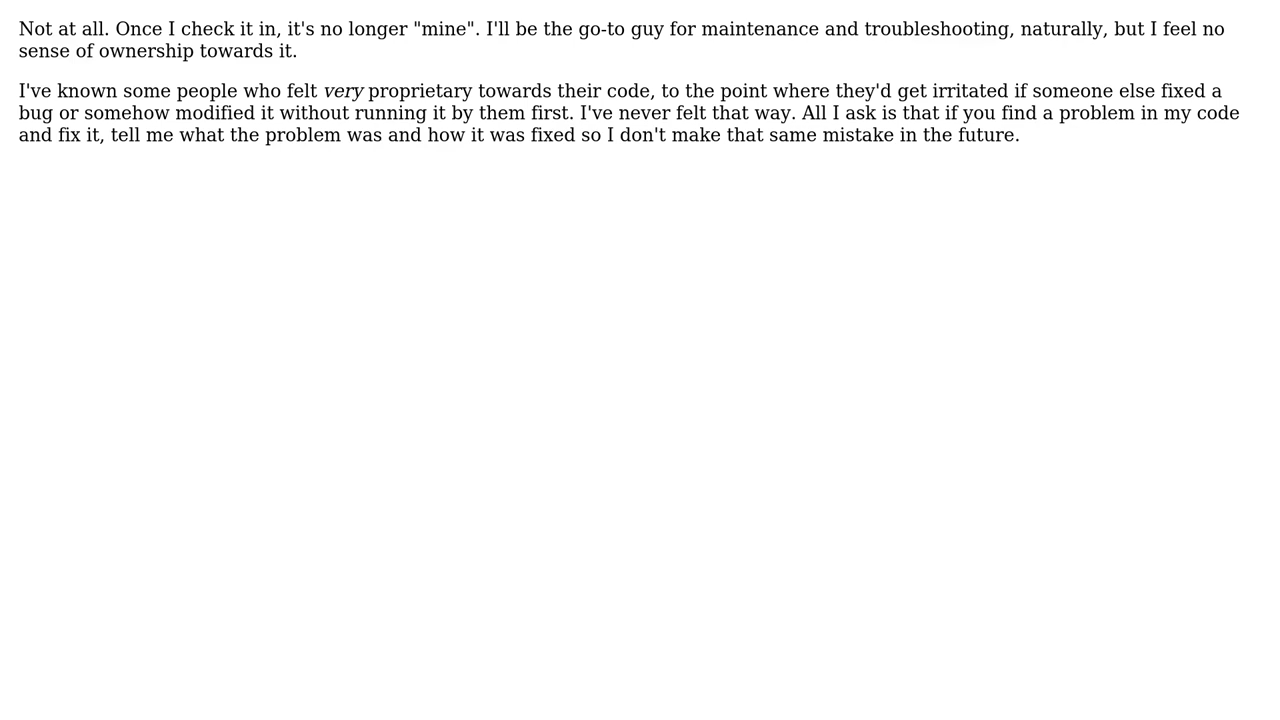 Not at all. Once I check it in, it's no longer "mine". I'll be the go-to guy for maintenance and troubleshooting, naturally, but I feel no
sense of ownership towards it.
I've known some people who felt very proprietary towards their code, to the point where they'd get irritated if someone else fixed a
bug or somehow modified it without running it by them first. I've never felt that way. All I ask is that if you find a problem in my code
and fix it, tell me what the problem was and how it was fixed so I don't make that same mistake in the future.